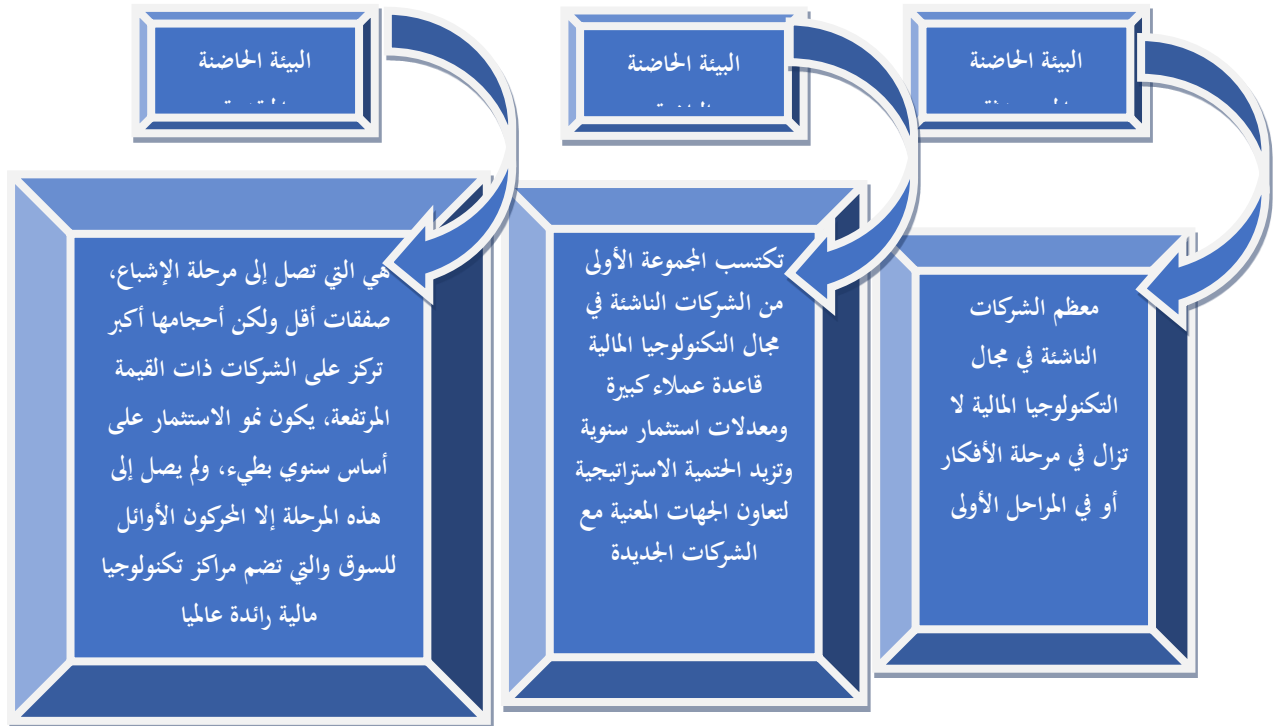 البيئة الحاضنة
معظم الشركات
الناشئة في مجال
التكنولوجيا المالية لا
تزال في مرحلة الأفكار
أو في المراحل الأولى
البيئة الحاضنة
تكتسب المجموعة الأولى
من الشركات الناشئة في
مجال التكنولوجيا المالية
قاعدة عملاء كبيرة
ومعدلات استثمار سنوية
وتزيد الحتمية الاستراتيجية
لتعاون الجهات المعنية مع
الشركات الجديدة
البيئة الحاضنة
هي التي تصل إلى مرحلة الإشباع،
صفقات أقل ولكن أحجامها أكبر
تركز على الشركات ذات القيمة
المرتفعة، يكون نمو الاستثمار على
أساس سنوي بطيء، ولم يصل إلى
هذه المرحلة إلا المحركون الأوائل
للسوق والتي تضم مراكز تكنولوجيا
مالية رائدة عالميا